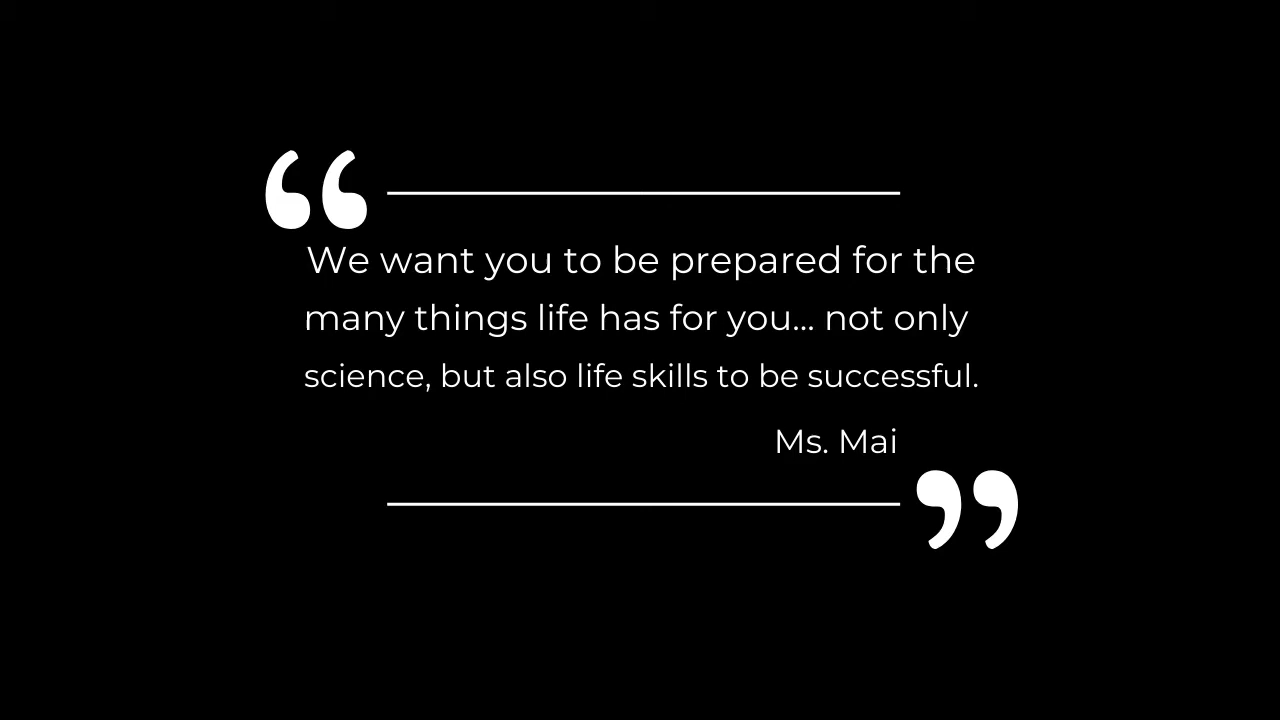 “
We want you to be prepared for the
many things life has for you... not only
science, but also life skills to be successful.
Ms. Mai
”